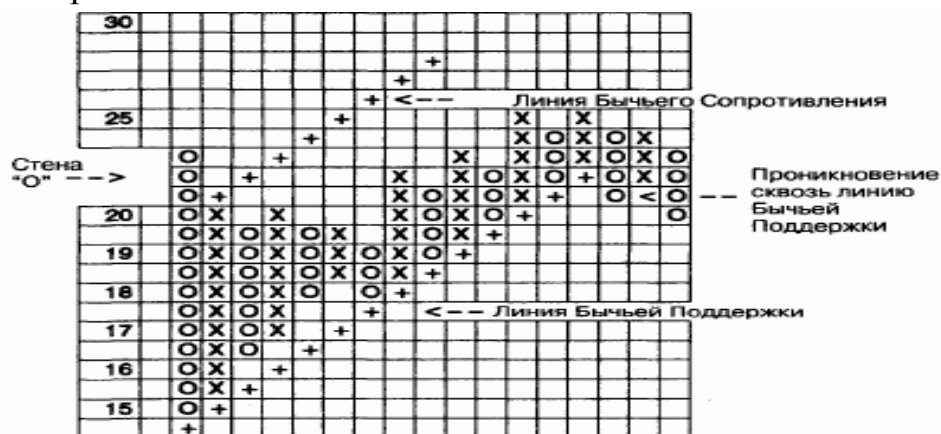 30
+ <-- Линия Бычьего Сопротивления
25
Стена
"О" -->
Проникновение
сквозь линию
Бычьей
Поддержки
20
19
18
<-- Линия Бычьей Поддержки
17
16
15